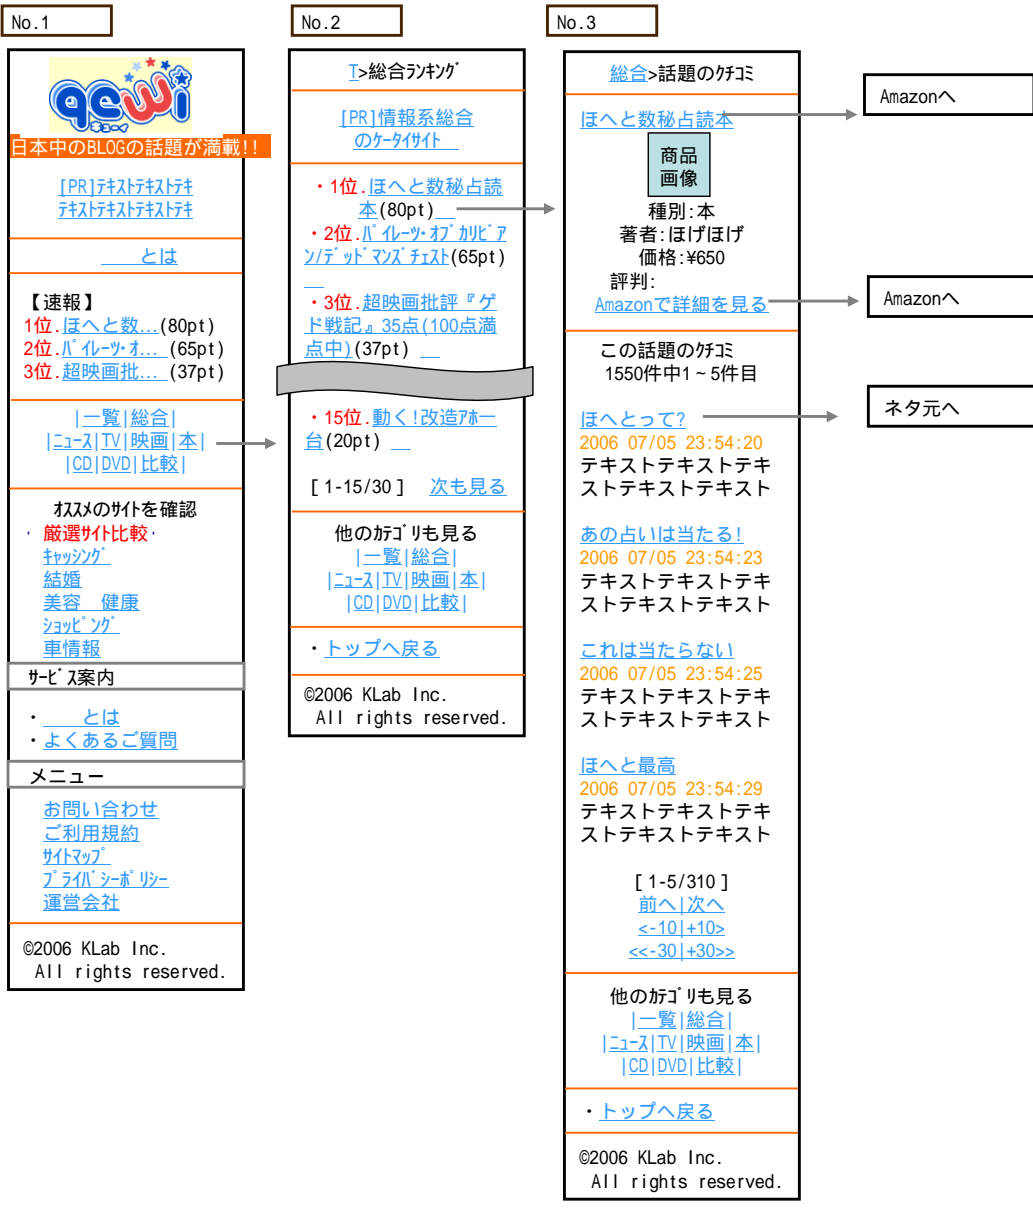 No.1
qewi
キョーイ
日本中のBLOGの話題が満載!!
[PR]ﾃｷｽﾄﾃｷｽﾄﾃｷ
ﾃｷｽﾄﾃｷｽﾄﾃｷｽﾄﾃｷ
とは
【速報】
1位.ほへと数...(80pt)
2位.ﾊﾟｲﾚｰﾂ･ｵ... (65pt)
3位.超映画批... (37pt)
|一覧|総合|
|ﾆｭｰｽ|TV|映画|本|
|CD|DVD|比較|
ｵｽｽﾒのｻｲﾄを確認
･ 厳選ｻｲﾄ比較･
ｷｬｯｼﾝｸﾞ
結婚
美容　健康
ｼｮｯﾋﾟﾝｸﾞ
車情報
ｻｰﾋﾞｽ案内
・　　とは
・よくあるご質問
メニュー
お問い合わせ
ご利用規約
ｻｲﾄﾏｯﾌﾟ
ﾌﾟﾗｲﾊﾞｼｰﾎﾟﾘｼｰ
運営会社
©2006 KLab Inc.
All rights reserved.
No.2
T>総合ﾗﾝｷﾝｸﾞ
[PR]情報系総合
のｹｰﾀｲｻｲﾄ
・1位.ほへと数秘占読
本(80pt)
・2位.ﾊﾟｲﾚｰﾂ･ｵﾌﾞｶﾘﾋﾞｱ
ﾝ/ﾃﾞｯﾄﾞﾏﾝｽﾞﾁｪｽﾄ(65pt)
・3位.超映画批評『ゲ
ド戦記』35点(100点満
点中)(37pt)
・15位.動く!改造ｱﾎｰ
台(20pt)
[1-15/30]　次も見る
他のｶﾃｺﾞﾘも見る
|一覧|総合|
|ﾆｭｰｽ|TV|映画|本|
|CD|DVD|比較|
・トップへ戻る
©2006 KLab Inc.
All rights reserved.
No.3
総合>話題のｸﾁｺﾐ
ほへと数秘占読本
商品
画像
種別:本
著者:ほげほげ
価格:¥650
評判:
Amazonで詳細を見る
この話題のｸﾁｺﾐ
1550件中1~5件目
ほへとって?
2006 07/05 23:54:20
テキストテキストテキ
ストテキストテキスト
あの占いは当たる!
2006 07/05 23:54:23
テキストテキストテキ
ストテキストテキスト
これは当たらない
2006 07/05 23:54:25
テキストテキストテキ
ストテキストテキスト
ほへと最高
2006 07/05 23:54:29
テキストテキストテキ
ストテキストテキスト
[1-5/310]
前へ|次へ
<-10|+10>
<<-30|+30>>
他のｶﾃｺﾞﾘも見る
|一覧|総合|
|ﾆｭｰｽ|TV|映画|本|
|CD|DVD|比較|
・トップへ戻る
©2006 KLab Inc.
All rights reserved.
Amazonへ
Amazonへ
ネタ元へ